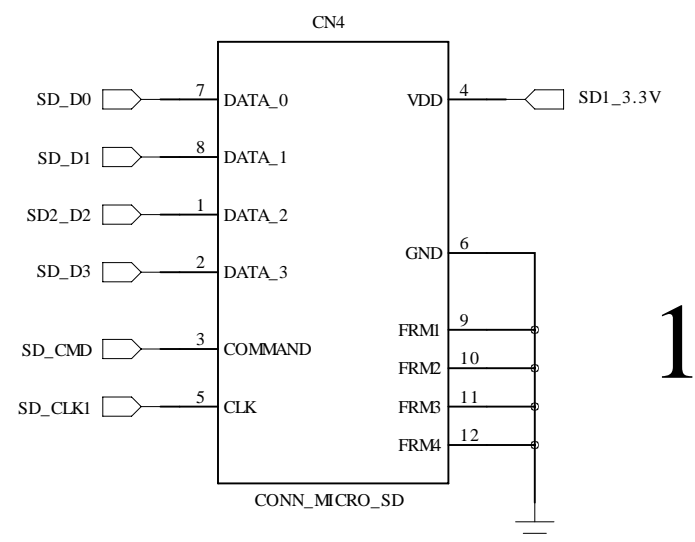 CN4
SD_D0 7 DATA_0 VDD 4 SD1_3.3V
SD_D1 8 DATA_1
SD2_D2 1 DATA_2
SD_D3 2 DATA_3 GND 6
SD_CMD 3 COMMAND FRM1 9
FRM2 10
SD_CLK1 5 CLK FRM3 11
FRM4 12
CONN_MICRO_SD
1